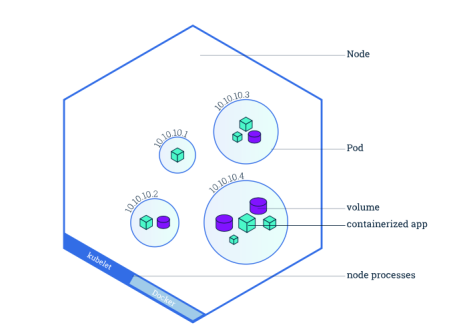 Node
10.10.10.3
10.10.10.1
Pod
10.10.10.4
10.10.10.2
volume
containerized app
kubelet
node processes
Docker